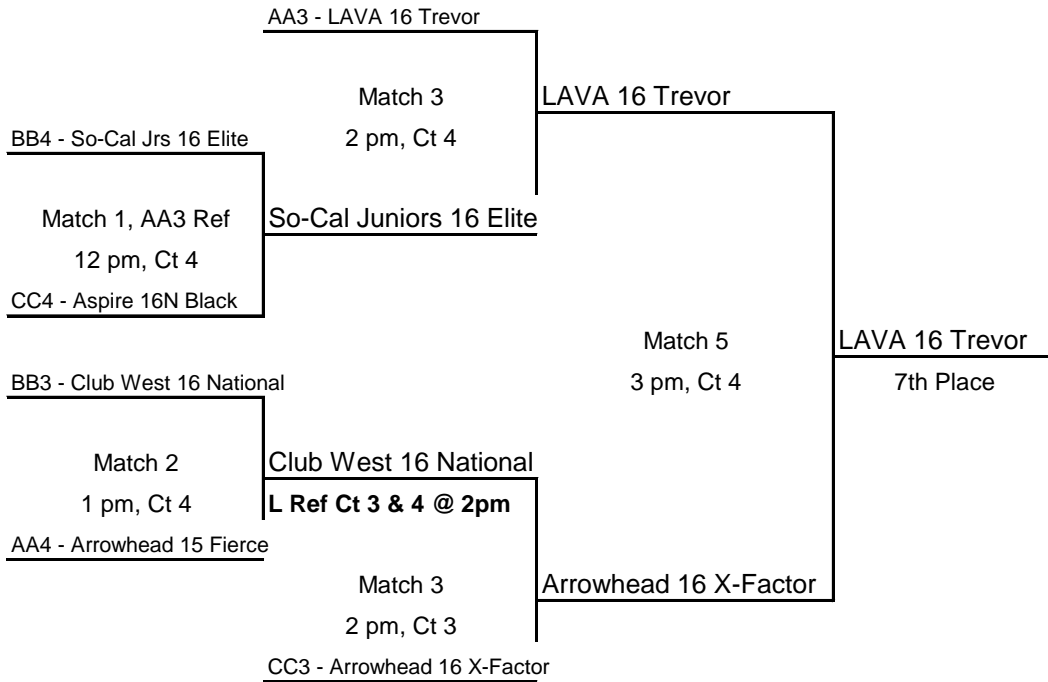 AA3 - LAVA 16 Trevor
Match 3
LAVA 16 Trevor
BB4 - So-Cal Jrs 16 Elite
2 pm, Ct 4
Match 1, AA3 Ref
So-Cal Juniors 16 Elite
12 pm, Ct 4
CC4 - Aspire 16N Black
Match 5
LAVA 16 Trevor
BB3 - Club West 16 National
3 pm, Ct 4
7th Place
Match 2
Club West 16 National
1 pm, Ct 4
L Ref Ct 3 & 4 @ 2pm
AA4 - Arrowhead 15 Fierce
Match 3
Arrowhead 16 X-Factor
2 pm, Ct 3
CC3 - Arrowhead 16 X-Factor